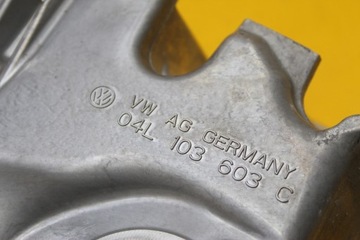 VW AG GERMANY
04L 103 603 C